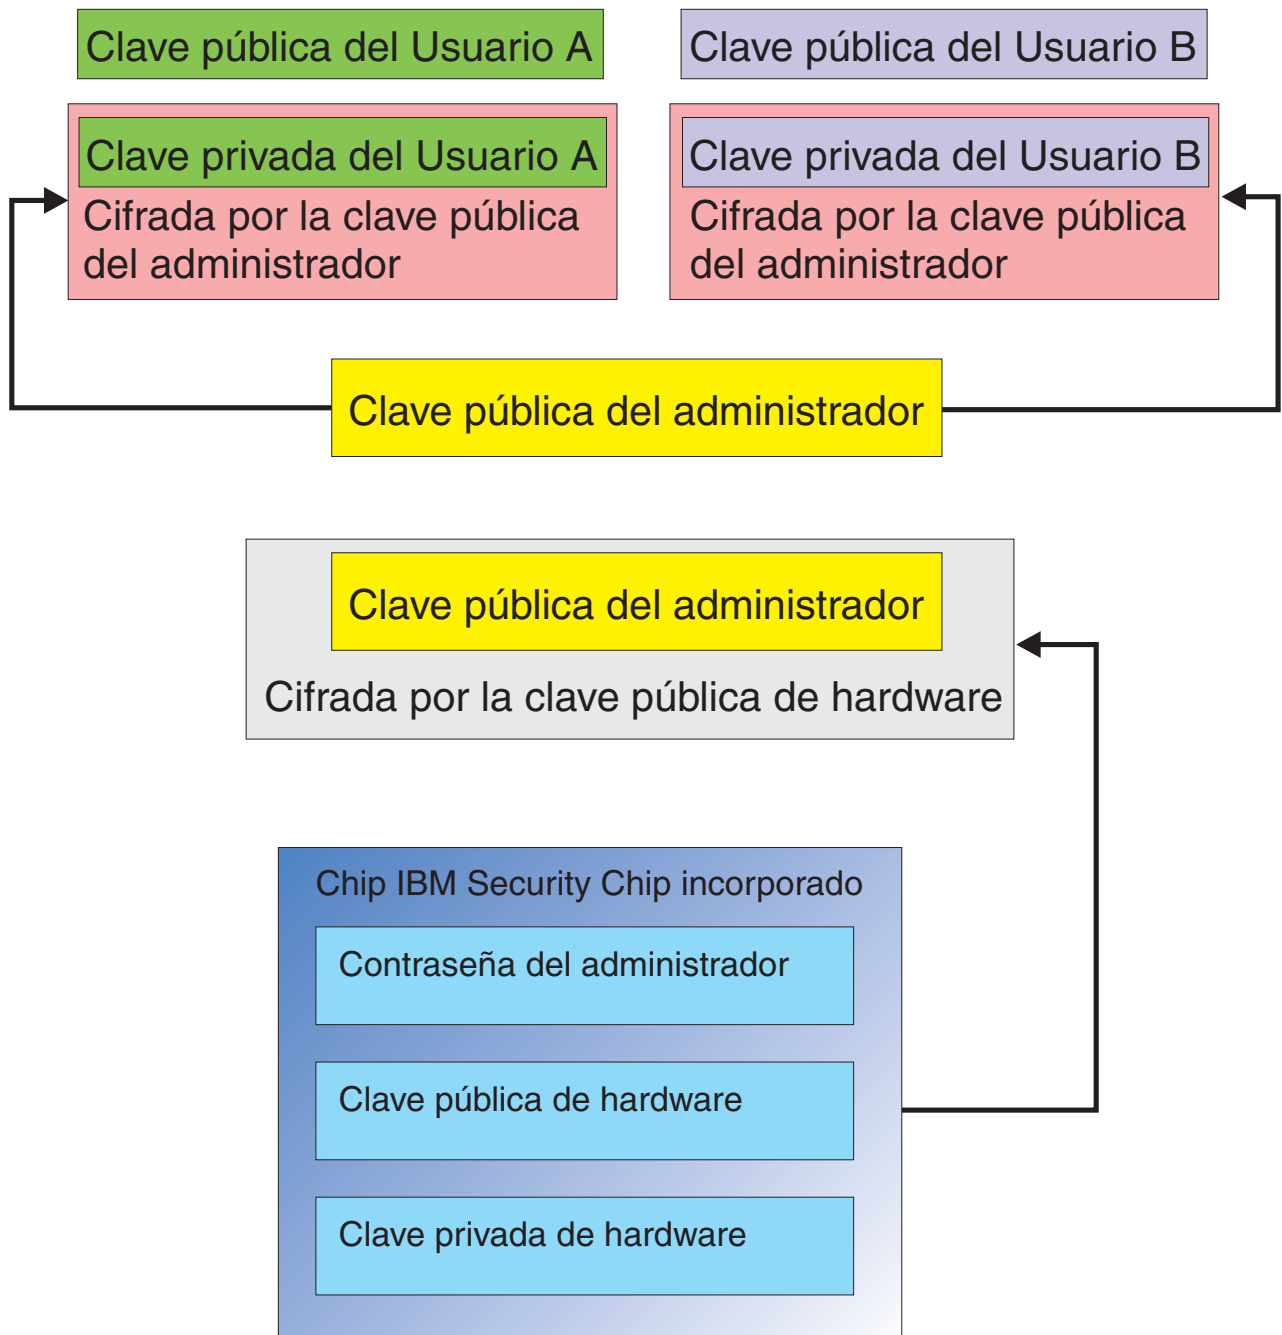 Clave pública del Usuario A
Clave pública del Usuario B
Clave privada del Usuario A
Cifrada por la clave pública
del administrador
Clave privada del Usuario B
Cifrada por la clave pública
del administrador
Clave pública del administrador
Clave pública del administrador
Cifrada por la clave pública de hardware
Chip IBM Security Chip incorporado
Contraseña del administrador
Clave pública de hardware
Clave privada de hardware